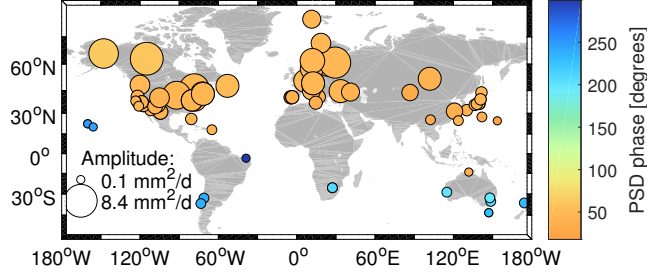 60°N
30°N
0°
30°S
Amplitude:
0.1 mm²/d
8.4 mm²/d
180°W 120°W 60°W 0° 60°E 120°E 180°W
250
200
150
100
50
PSD phase [degrees]